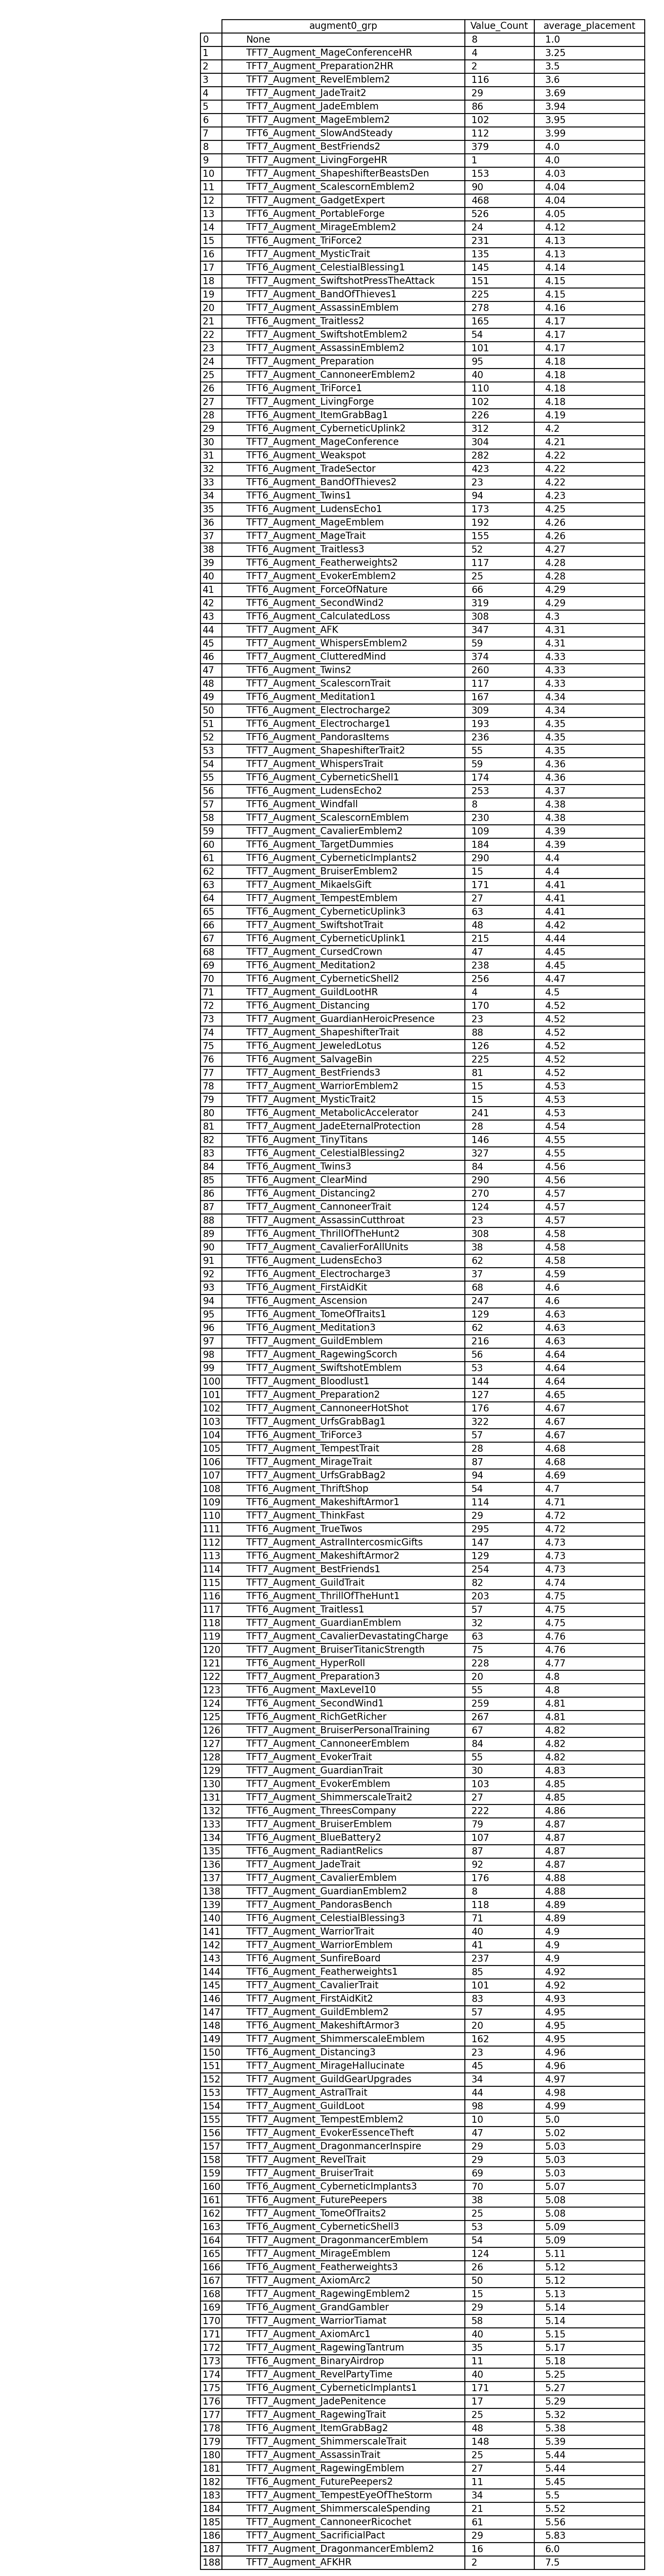 augment0_grp Value_Count average_placement
0 None 8 1.0
1 TFT7_Augment_MageConferenceHR 4 3.25
2 TFT7_Augment_Preparation2HR 2 3.5
3 TFT7_Augment_RevelEmblem2 116 3.6
4 TFT7_Augment_JadeTrait2 29 3.69
5 TFT7_Augment_JadeEmblem 86 3.94
6 TFT7_Augment_MageEmblem2 102 3.95
7 TFT6_Augment_SlowAndSteady 112 3.99
8 TFT7_Augment_BestFriends2 379 4.0
9 TFT7_Augment_LivingForgeHR 1 4.0
10 TFT7_Augment_ShapeshifterBeastsDen 153 4.03
11 TFT7_Augment_ScalescornEmblem2 90 4.04
12 TFT7_Augment_GadgetExpert 468 4.04
13 TFT6_Augment_PortableForge 526 4.05
14 TFT7_Augment_MirageEmblem2 24 4.12
15 TFT6_Augment_TriForce2 231 4.13
16 TFT7_Augment_MysticTrait 135 4.13
17 TFT6_Augment_CelestialBlessing1 145 4.14
18 TFT7_Augment_SwiftshotPressTheAttack 151 4.15
19 TFT7_Augment_BandOfThieves1 225 4.15
20 TFT7_Augment_AssassinEmblem 278 4.16
21 TFT6_Augment_Traitless2 165 4.17
22 TFT7_Augment_SwiftshotEmblem2 54 4.17
23 TFT7_Augment_AssassinEmblem2 101 4.17
24 TFT7_Augment_Preparation 95 4.18
25 TFT7_Augment_CannoneerEmblem2 40 4.18
26 TFT6_Augment_TriForce1 110 4.18
27 TFT7_Augment_LivingForge 102 4.18
28 TFT6_Augment_ItemGrabBag1 226 4.19
29 TFT6_Augment_CyberneticUplink2 312 4.2
30 TFT7_Augment_MageConference 304 4.21
31 TFT6_Augment_Weakspot 282 4.22
32 TFT6_Augment_TradeSector 423 4.22
33 TFT6_Augment_BandOfThieves2 23 4.22
34 TFT6_Augment_Twins1 94 4.23
35 TFT6_Augment_LudensEcho1 173 4.25
36 TFT7_Augment_MageEmblem 192 4.26
37 TFT7_Augment_MageTrait 155 4.26
38 TFT6_Augment_Traitless3 52 4.27
39 TFT6_Augment_Featherweights2 117 4.28
40 TFT7_Augment_EvokerEmblem2 25 4.28
41 TFT6_Augment_ForceOfNature 66 4.29
42 TFT6_Augment_SecondWind2 319 4.29
43 TFT6_Augment_CalculatedLoss 308 4.3
44 TFT7_Augment_AFK 347 4.31
45 TFT7_Augment_WhispersEmblem2 59 4.31
46 TFT7_Augment_ClutteredMind 374 4.33
47 TFT6_Augment_Twins2 260 4.33
48 TFT7_Augment_ScalescornTrait 117 4.33
49 TFT6_Augment_Meditation1 167 4.34
50 TFT6_Augment_Electrocharge2 309 4.34
51 TFT6_Augment_Electrocharge1 193 4.35
52 TFT6_Augment_PandorasItems 236 4.35
53 TFT7_Augment_ShapeshifterTrait2 55 4.35
54 TFT7_Augment_WhispersTrait 59 4.36
55 TFT6_Augment_CyberneticShell1 174 4.36
56 TFT6_Augment_LudensEcho2 253 4.37
57 TFT6_Augment_Windfall 8 4.38
58 TFT7_Augment_ScalescornEmblem 230 4.38
59 TFT7_Augment_CavalierEmblem2 109 4.39
60 TFT6_Augment_TargetDummies 184 4.39
61 TFT6_Augment_CyberneticImplants2 290 4.4
62 TFT7_Augment_BruiserEmblem2 15 4.4
63 TFT7_Augment_MikaelsGift 171 4.41
64 TFT7_Augment_TempestEmblem 27 4.41
65 TFT6_Augment_CyberneticUplink3 63 4.41
66 TFT7_Augment_SwiftshotTrait 48 4.42
67 TFT6_Augment_CyberneticUplink1 215 4.44
68 TFT7_Augment_CursedCrown 47 4.45
69 TFT6_Augment_Meditation2 238 4.45
70 TFT6_Augment_CyberneticShell2 256 4.47
71 TFT7_Augment_GuildLootHR 4 4.5
72 TFT6_Augment_Distancing 170 4.52
73 TFT7_Augment_GuardianHeroicPresence 23 4.52
74 TFT7_Augment_ShapeshifterTrait 88 4.52
75 TFT6_Augment_JeweledLotus 126 4.52
76 TFT6_Augment_SalvageBin 225 4.52
77 TFT7_Augment_BestFriends3 81 4.52
78 TFT7_Augment_WarriorEmblem2 15 4.53
79 TFT7_Augment_MysticTrait2 15 4.53
80 TFT6_Augment_MetabolicAccelerator 241 4.53
81 TFT7_Augment_JadeEternalProtection 28 4.54
82 TFT6_Augment_TinyTitans 146 4.55
83 TFT6_Augment_CelestialBlessing2 327 4.55
84 TFT6_Augment_Twins3 84 4.56
85 TFT6_Augment_ClearMind 290 4.56
86 TFT6_Augment_Distancing2 270 4.57
87 TFT7_Augment_CannoneerTrait 124 4.57
88 TFT7_Augment_AssassinCutthroat 23 4.57
89 TFT6_Augment_ThrillOfTheHunt2 308 4.58
90 TFT7_Augment_CavalierForAllUnits 38 4.58
91 TFT6_Augment_LudensEcho3 62 4.58
92 TFT6_Augment_Electrocharge3 37 4.59
93 TFT6_Augment_FirstAidKit 68 4.6
94 TFT6_Augment_Ascension 247 4.6
95 TFT6_Augment_TomeOfTraits1 129 4.63
96 TFT6_Augment_Meditation3 62 4.63
97 TFT7_Augment_GuildEmblem 216 4.63
98 TFT7_Augment_RagewingScorch 56 4.64
99 TFT7_Augment_SwiftshotEmblem 53 4.64
100 TFT7_Augment_Bloodlust1 144 4.64
101 TFT7_Augment_Preparation2 127 4.65
102 TFT7_Augment_CannoneerHotShot 176 4.67
103 TFT7_Augment_UrfsGrabBag1 322 4.67
104 TFT6_Augment_TriForce3 57 4.67
105 TFT7_Augment_TempestTrait 28 4.68
106 TFT7_Augment_MirageTrait 87 4.68
107 TFT7_Augment_UrfsGrabBag2 94 4.69
108 TFT6_Augment_ThriftShop 54 4.7
109 TFT6_Augment_MakeshiftArmor1 114 4.71
110 TFT7_Augment_ThinkFast 29 4.72
111 TFT6_Augment_TrueTwos 295 4.72
112 TFT7_Augment_AstralIntercosmicGifts 147 4.73
113 TFT6_Augment_MakeshiftArmor2 129 4.73
114 TFT7_Augment_BestFriends1 254 4.73
115 TFT7_Augment_GuildTrait 82 4.74
116 TFT6_Augment_ThrillOfTheHunt1 203 4.75
117 TFT6_Augment_Traitless1 57 4.75
118 TFT7_Augment_GuardianEmblem 32 4.75
119 TFT7_Augment_CavalierDevastatingCharge 63 4.76
120 TFT7_Augment_BruiserTitanicStrength 75 4.76
121 TFT6_Augment_HyperRoll 228 4.77
122 TFT7_Augment_Preparation3 20 4.8
123 TFT6_Augment_MaxLevel10 55 4.8
124 TFT6_Augment_SecondWind1 259 4.81
125 TFT6_Augment_RichGetRicher 267 4.81
126 TFT7_Augment_BruiserPersonalTraining 67 4.82
127 TFT7_Augment_CannoneerEmblem 84 4.82
128 TFT7_Augment_EvokerTrait 55 4.82
129 TFT7_Augment_GuardianTrait 30 4.83
130 TFT7_Augment_EvokerEmblem 103 4.85
131 TFT7_Augment_ShimmerscaleTrait2 27 4.85
132 TFT6_Augment_ThreesCompany 222 4.86
133 TFT7_Augment_BruiserEmblem 79 4.87
134 TFT6_Augment_BlueBattery2 107 4.87
135 TFT6_Augment_RadiantRelics 87 4.87
136 TFT7_Augment_JadeTrait 92 4.87
137 TFT7_Augment_CavalierEmblem 176 4.88
138 TFT7_Augment_GuardianEmblem2 8 4.88
139 TFT7_Augment_PandorasBench 118 4.89
140 TFT6_Augment_CelestialBlessing3 71 4.89
141 TFT7_Augment_WarriorTrait 40 4.9
142 TFT7_Augment_WarriorEmblem 41 4.9
143 TFT6_Augment_SunfireBoard 237 4.9
144 TFT6_Augment_Featherweights1 85 4.92
145 TFT7_Augment_CavalierTrait 101 4.92
146 TFT7_Augment_FirstAidKit2 83 4.93
147 TFT7_Augment_GuildEmblem2 57 4.95
148 TFT6_Augment_MakeshiftArmor3 20 4.95
149 TFT7_Augment_ShimmerscaleEmblem 162 4.95
150 TFT6_Augment_Distancing3 23 4.96
151 TFT7_Augment_MirageHallucinate 45 4.96
152 TFT7_Augment_GuildGearUpgrades 34 4.97
153 TFT7_Augment_AstralTrait 44 4.98
154 TFT7_Augment_GuildLoot 98 4.99
155 TFT7_Augment_TempestEmblem2 10 5.0
156 TFT7_Augment_EvokerEssenceTheft 47 5.02
157 TFT7_Augment_DragonmancerInspire 29 5.03
158 TFT7_Augment_RevelTrait 29 5.03
159 TFT7_Augment_BruiserTrait 69 5.03
160 TFT6_Augment_CyberneticImplants3 70 5.07
161 TFT6_Augment_FuturePeepers 38 5.08
162 TFT7_Augment_TomeOfTraits2 25 5.08
163 TFT6_Augment_CyberneticShell3 53 5.09
164 TFT7_Augment_DragonmancerEmblem 54 5.09
165 TFT7_Augment_MirageEmblem 124 5.11
166 TFT6_Augment_Featherweights3 26 5.12
167 TFT7_Augment_AxiomArc2 50 5.12
168 TFT7_Augment_RagewingEmblem2 15 5.13
169 TFT6_Augment_GrandGambler 29 5.14
170 TFT7_Augment_WarriorTiamat 58 5.14
171 TFT7_Augment_AxiomArc1 40 5.15
172 TFT7_Augment_RagewingTantrum 35 5.17
173 TFT6_Augment_BinaryAirdrop 11 5.18
174 TFT7_Augment_RevelPartyTime 40 5.25
175 TFT6_Augment_CyberneticImplants1 171 5.27
176 TFT7_Augment_JadePenitence 17 5.29
177 TFT7_Augment_RagewingTrait 25 5.32
178 TFT6_Augment_ItemGrabBag2 48 5.38
179 TFT7_Augment_ShimmerscaleTrait 148 5.39
180 TFT7_Augment_AssassinTrait 25 5.44
181 TFT7_Augment_RagewingEmblem 27 5.44
182 TFT6_Augment_FuturePeepers2 11 5.45
183 TFT7_Augment_TempestEyeOfTheStorm 34 5.5
184 TFT7_Augment_ShimmerscaleSpending 21 5.52
185 TFT7_Augment_CannoneerRicochet 61 5.56
186 TFT7_Augment_SacrificialPact 29 5.83
187 TFT7_Augment_DragonmancerEmblem2 16 6.0
188 TFT7_Augment_AFKHR 2 7.5